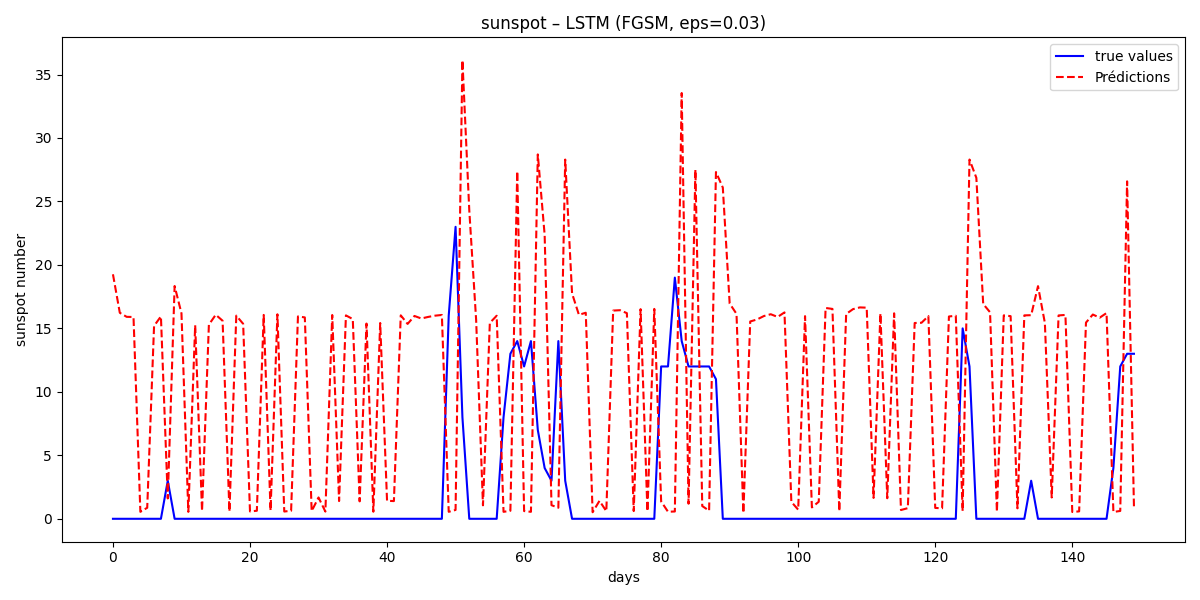 sunspot – LSTM (FGSM, eps=0.03)
true values
Prédictions
sunspot number
35
30
25
20
15
10
5
0
0 20 40 60 80 100 120 140
days